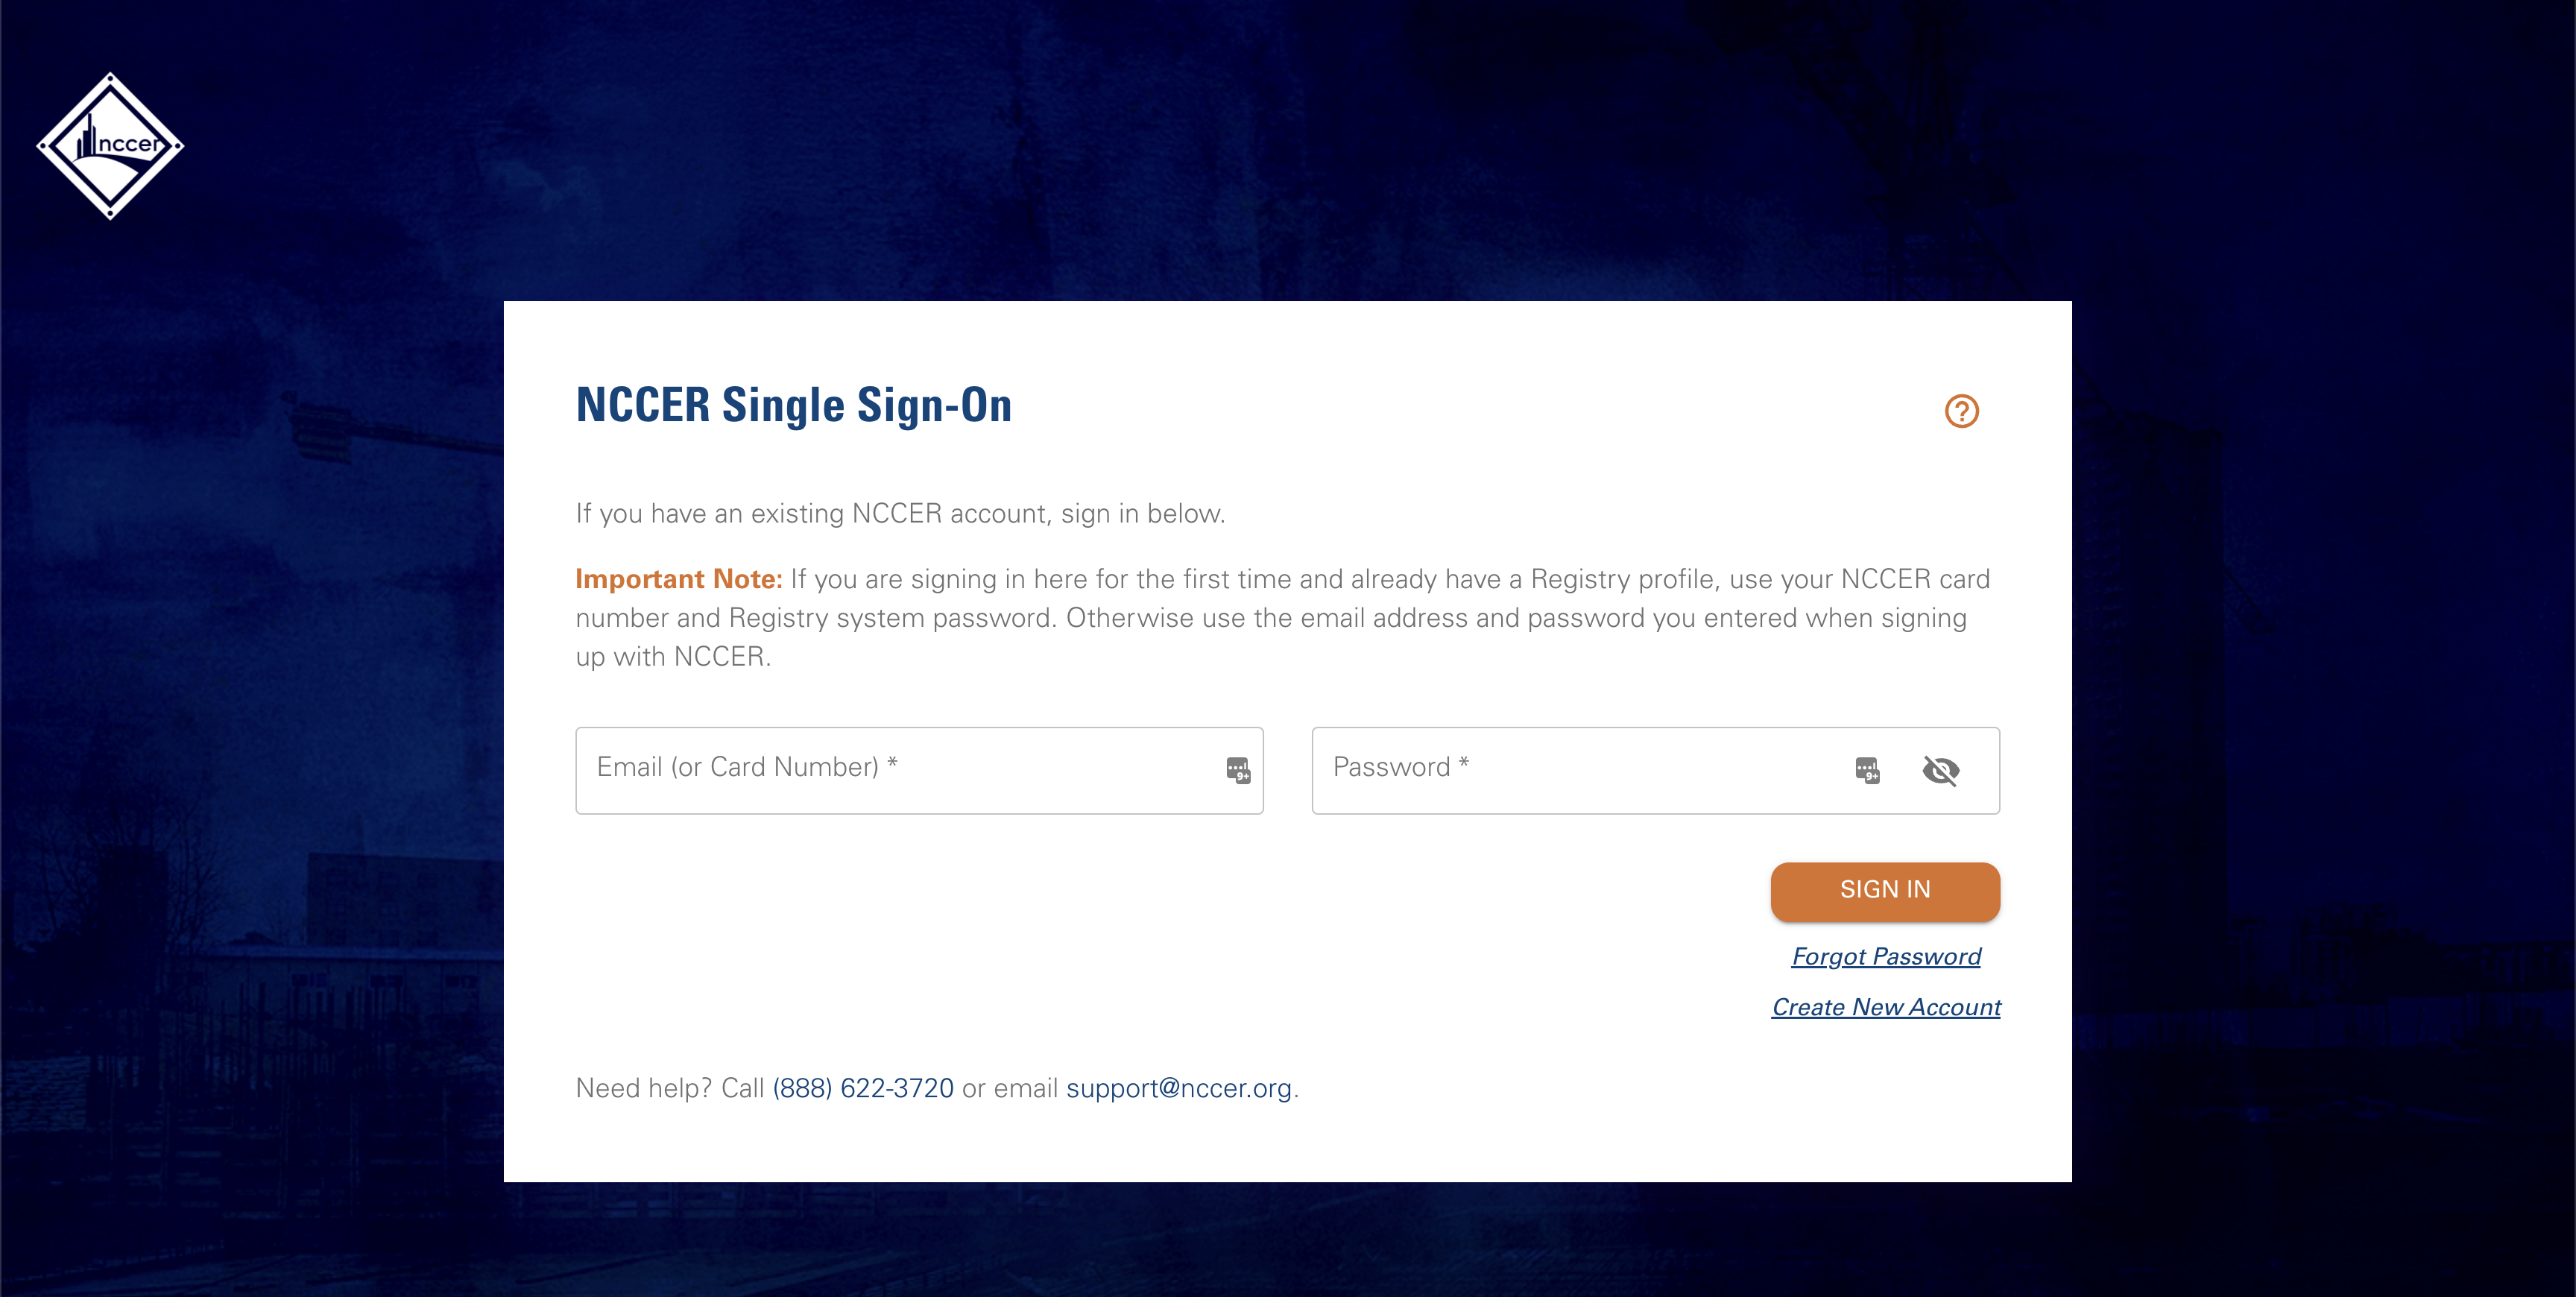 nccer
NCCER Single Sign-On
If you have an existing NCCER account, sign in below.
Important Note: If you are signing in here for the first time and already have a Registry profile, use your NCCER card
number and Registry system password. Otherwise use the email address and password you entered when signing
up with NCCER.
Email (or Card Number) *
9+
Password *
9+
SIGN IN
Forgot Password
Create New Account
Need help? Call (888) 622-3720 or email support@nccer.org.